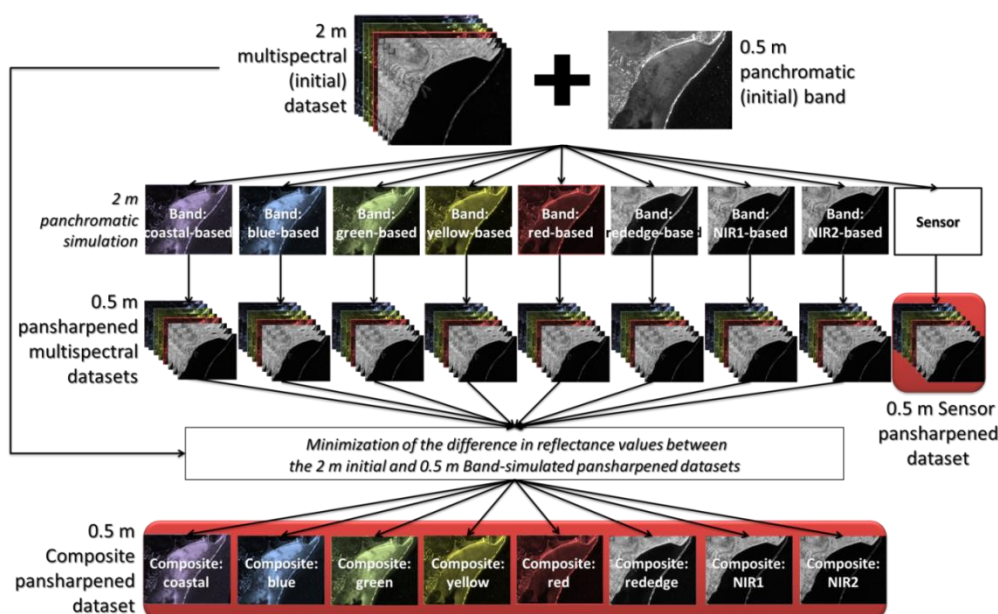 2 m
multispectral
(initial)
dataset
0.5 m
panchromatic
(initial) band
2 m
panchromatic
simulation
Band:
coastal-based
Band:
blue-based
Band:
green-based
Band:
yellow-based
Band:
red-based
Band:
rededge-based
Band:
NIR1-based
Band:
NIR2-based
Sensor
0.5 m
pansharpened
multispectral
datasets
0.5 m Sensor
pansharpened
dataset
Minimization of the difference in reflectance values between
the 2 m initial and 0.5 m Band-simulated pansharpened datasets
0.5 m
Composite
pansharpened
dataset
Composite:
coastal
Composite:
blue
Composite:
green
Composite:
yellow
Composite:
red
Composite:
rededge
Composite:
NIR1
Composite:
NIR2